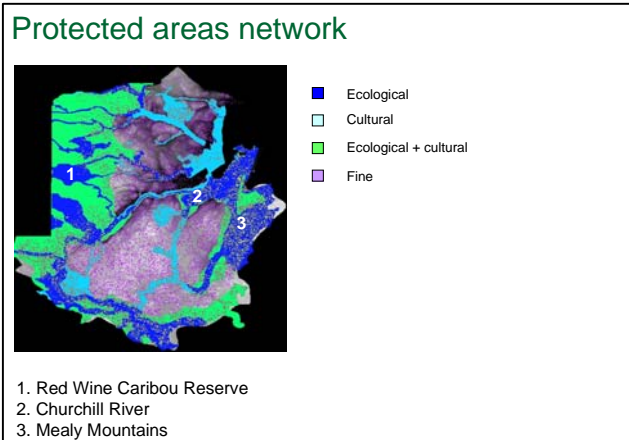 Protected areas network
Ecological
Cultural
Ecological + cultural
Fine
1
2
3
1. Red Wine Caribou Reserve
2. Churchill River
3. Mealy Mountains